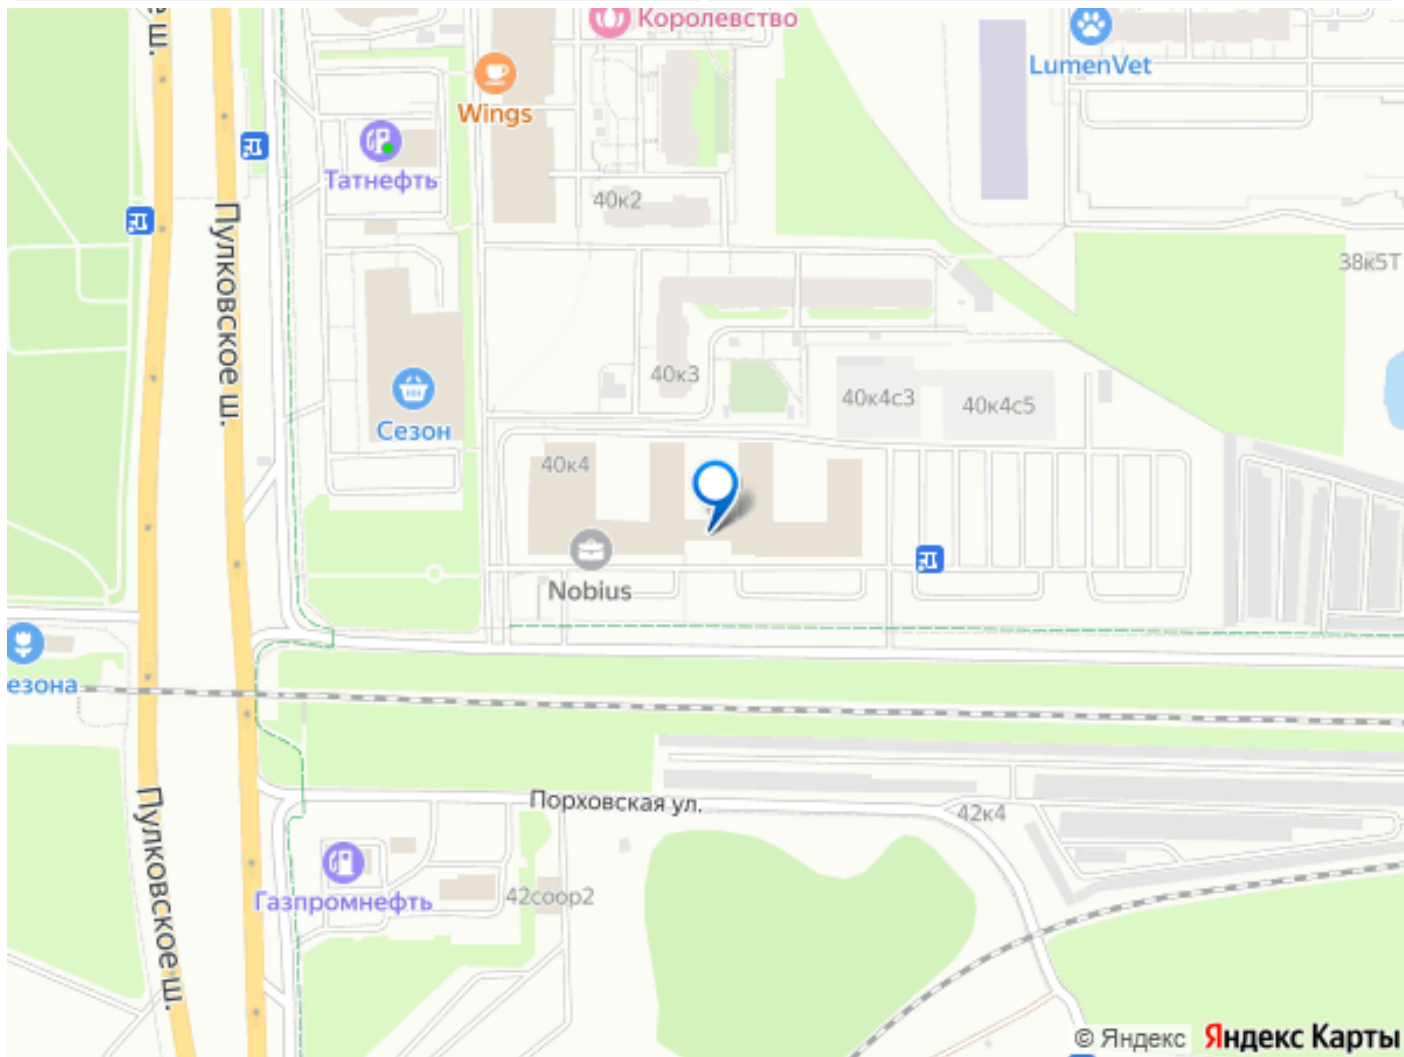 Королевство
LumenVet
ш.
Wings
Татнефть
40к2
Пулковское ш.
38к5Т
40к3
40к4с3
40к4с5
Сезон
40к4
Nobius
езона
Порховская ул.
42к4
Пулковское ш.
Газпромнефть
42соор2
© Яндекс Яндекс Карты